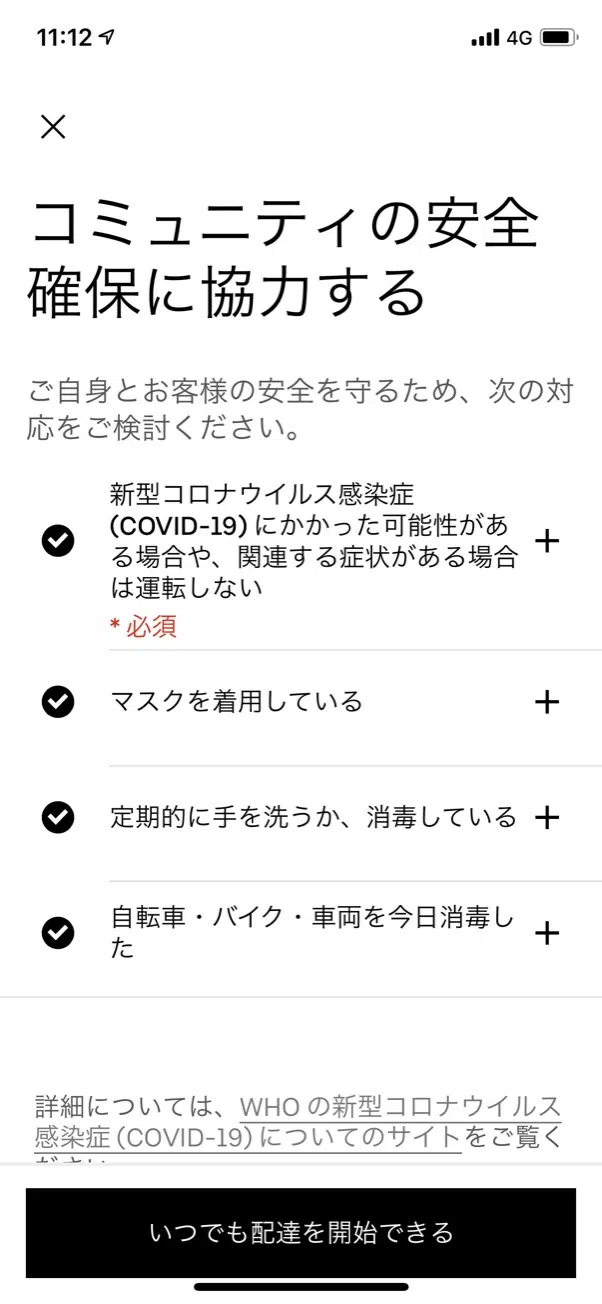 11:12
4G
コミュニティの安全
確保に協力する
ご自身とお客様の安全を守るため、次の対
応をご検討ください。
新型コロナウイルス感染症
(COVID-19) にかかった可能性があ
る場合や、関連する症状がある場合
は運転しない
* 必須
マスクを着用している
定期的に手を洗うか、消毒している
自転車・バイク・車両を今日消毒し
た
詳細については、WHO の新型コロナウイルス
感染症 (COVID-19) についてのサイトをご覧く
ださい
いつでも配達を開始できる